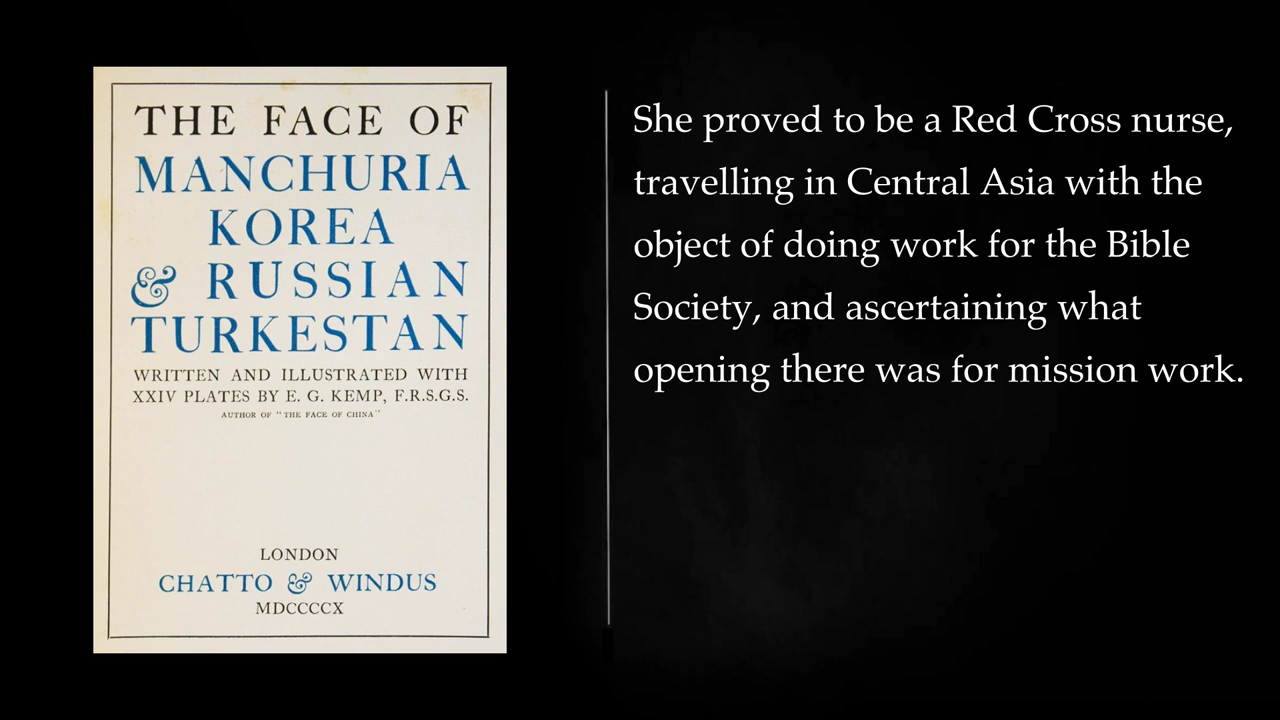 THE FACE OF
MANCHURIA
KOREA
& RUSSIAN
TURKESTAN
WRITTEN AND ILLUSTRATED WITH
XXIV PLATES BY E. G. KEMP, F.R.S.G.S.
AUTHOR OF "THE FACE OF CHINA"
LONDON
CHATTO & WINDUS
MDCCCCX
She proved to be a Red Cross nurse,
travelling in Central Asia with the
object of doing work for the Bible
Society, and ascertaining what
opening there was for mission work.